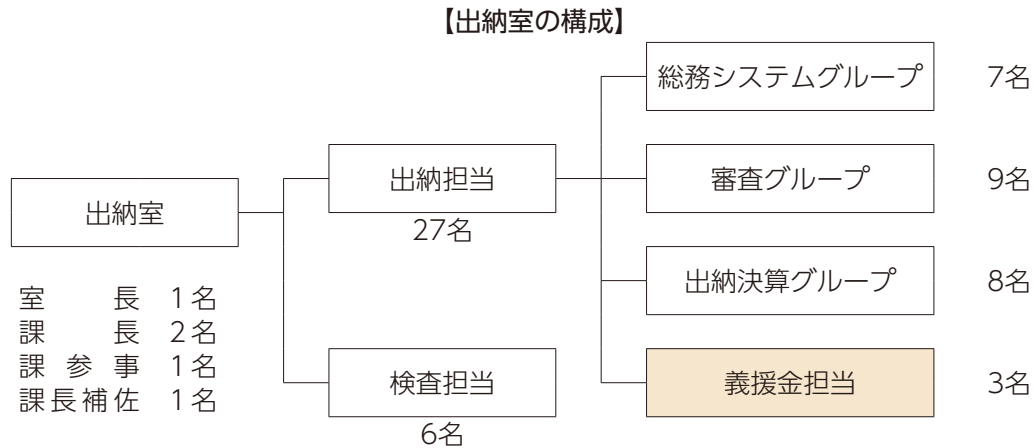 【出納室の構成】
総務システムグループ 7名
出納担当
27名
審査グループ 9名
出納室
出納決算グループ 8名
室長 1名
課長 2名
課参事 1名
課長補佐 1名
検査担当
6名
義援金担当 3名